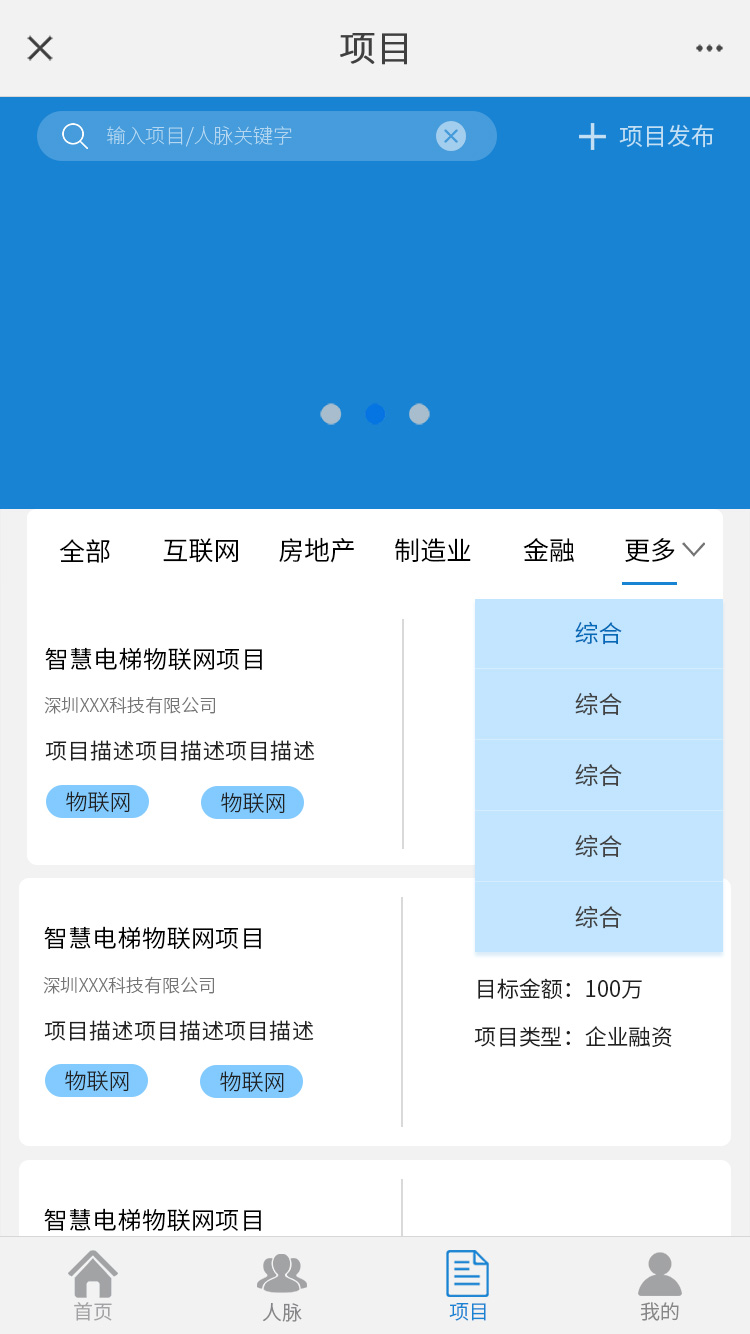 项目
输入项目/人脉关键字
项目发布
全部 互联网 房地产 制造业 金融 更多
综合
综合
综合
综合
综合
智慧电梯物联网项目
深圳XXX科技有限公司
项目描述项目描述项目描述
物联网 物联网
智慧电梯物联网项目
深圳XXX科技有限公司
项目描述项目描述项目描述
物联网 物联网
目标金额：100万
项目类型：企业融资
智慧电梯物联网项目
首页 人脉 项目 我的